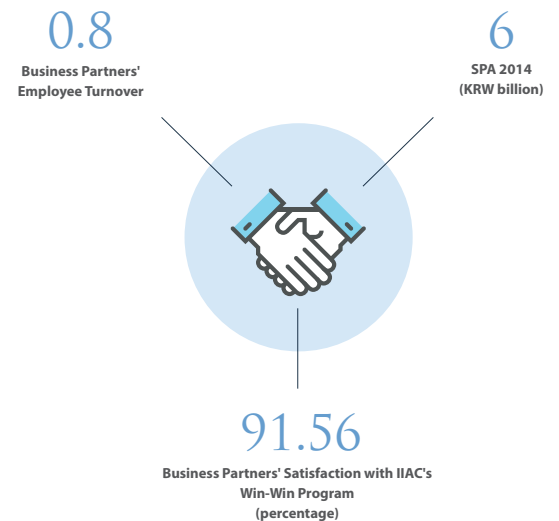 0.8
Business Partners'
Employee Turnover
6
SPA 2014
(KRW billion)
91.56
Business Partners' Satisfaction with IIAC's
Win-Win Program
(percentage)